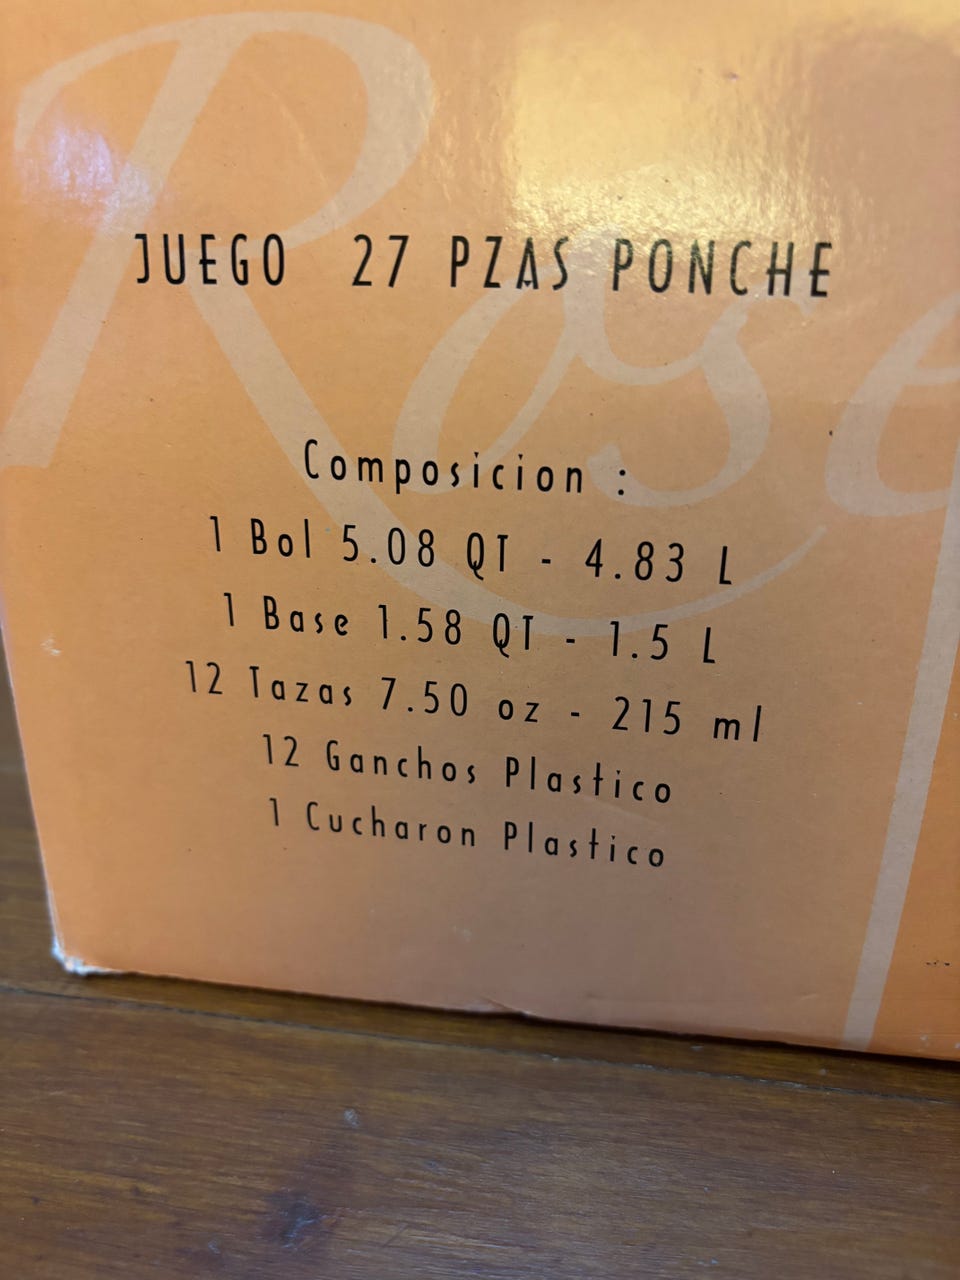 Rose
JUEGO 27 PZAS PONCHE
Composicion :
1 Bol 5.08 QT - 4.83 L
1 Base 1.58 QT - 1.5 L
12 Tazas 7.50 oz - 215 ml
12 Ganchos Plastico
1 Cucharon Plastico